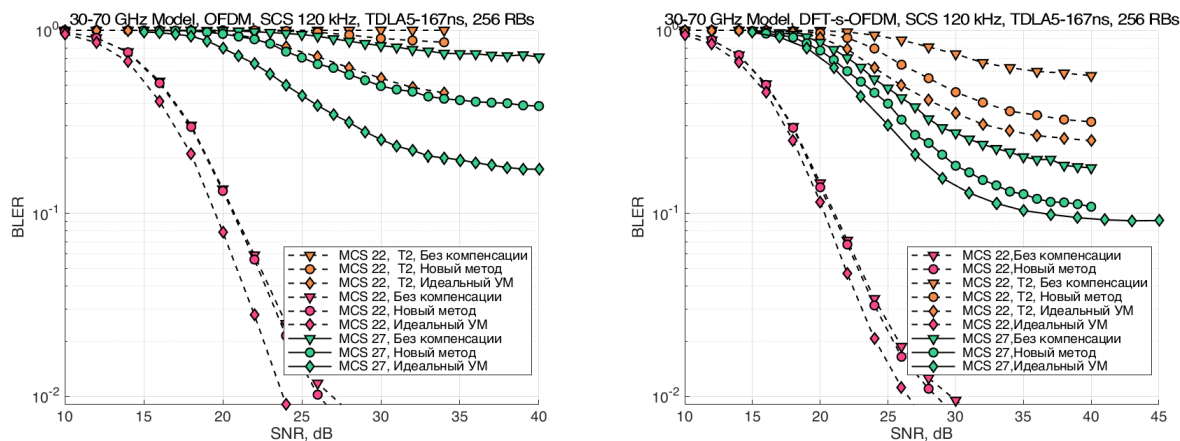 30-70 GHz Model, OFDM, SCS 120 kHz, TDLA5-167ns, 256 RBs
10⁰
10⁻¹
10⁻²
BLER
MCS 22, T2, Без компенсации
MCS 22, T2, Новый метод
MCS 22, T2, Идеальный УМ
MCS 22, Без компенсации
MCS 22, Новый метод
MCS 22, Идеальный УМ
MCS 27, Без компенсации
MCS 27, Новый метод
MCS 27, Идеальный УМ
10 15 20 25 30 35 40
SNR, dB
30-70 GHz Model, DFT-s-OFDM, SCS 120 kHz, TDLA5-167ns, 256 RBs
10⁰
10⁻¹
10⁻²
BLER
MCS 22,Без компенсации
MCS 22,Новый метод
MCS 22, T2, Без компенсации
MCS 22, T2, Новый метод
MCS 22, T2, Идеальный УМ
MCS 22,Идеальный УМ
MCS 27,Без компенсации
MCS 27,Новый метод
MCS 27,Идеальный УМ
10 15 20 25 30 35 40 45
SNR, dB